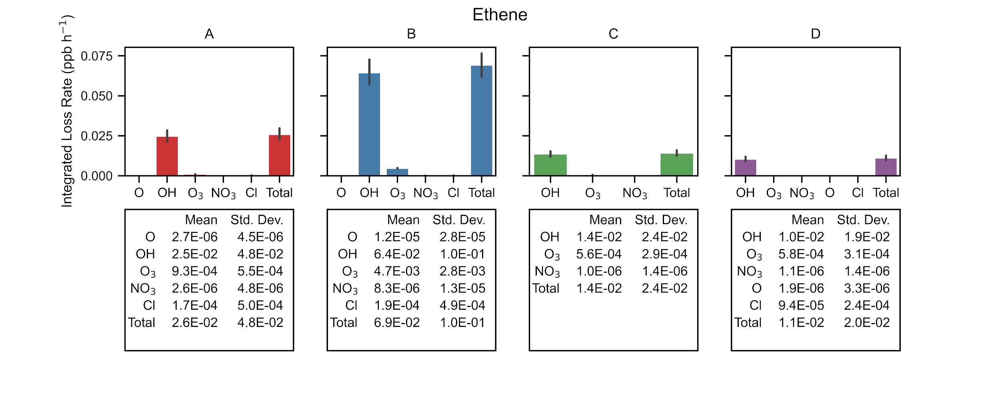 Ethene
A B C D
Integrated Loss Rate (ppb h⁻¹)
0.075
0.050
0.025
0.000
O OH O₃ NO₃ Cl Total
O OH O₃ NO₃ Cl Total
OH O₃ NO₃ Total
OH O₃ NO₃ O Cl Total
Mean Std. Dev.
O 2.7E-06 4.5E-06
OH 2.5E-02 4.8E-02
O₃ 9.3E-04 5.5E-04
NO₃ 2.6E-06 4.8E-06
Cl 1.7E-04 5.0E-04
Total 2.6E-02 4.8E-02
Mean Std. Dev.
O 1.2E-05 2.8E-05
OH 6.4E-02 1.0E-01
O₃ 4.7E-03 2.8E-03
NO₃ 8.3E-06 1.3E-05
Cl 1.9E-04 4.9E-04
Total 6.9E-02 1.0E-01
Mean Std. Dev.
OH 1.4E-02 2.4E-02
O₃ 5.6E-04 2.9E-04
NO₃ 1.0E-06 1.4E-06
Total 1.4E-02 2.4E-02
Mean Std. Dev.
OH 1.0E-02 1.9E-02
O₃ 5.8E-04 3.1E-04
NO₃ 1.1E-06 1.4E-06
O 1.9E-06 3.3E-06
Cl 9.4E-05 2.4E-04
Total 1.1E-02 2.0E-02